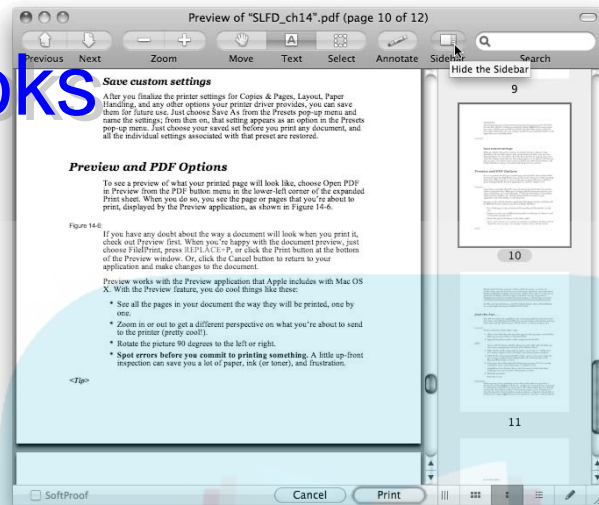 Preview of “SLFD_ch14”.pdf (page 10 of 12)
Previous Next Zoom Move Text Select Annotate Sidebar Search
Hide the Sidebar
oks
Save custom settings
After you finalize the printer settings for Copies & Pages, Layout, Paper
Handling, and any other options your printer driver provides, you can save
them for future use. Just choose Save As from the Presets pop-up menu and
name the settings; from then on, that setting appears as an option in the Presets
pop-up menu. Just choose your saved set before you print any document, and
all the individual settings associated with that preset are restored.
Preview and PDF Options
To see a preview of what your printed page will look like, choose Open PDF
in Preview from the PDF button menu in the lower-left corner of the expanded
Print sheet. When you do so, you see the page or pages that you're about to
print, displayed by the Preview application, as shown in Figure 14-6.
Figure 14-6
If you have any doubt about the way a document will look when you print it,
check out Preview first. When you're happy with the document preview, just
choose FileIPrint, press REPLACE+P, or click the Print button at the bottom
of the Preview window. Or, click the Cancel button to return to your
application and make changes to the document.
Preview works with the Preview application that Apple includes with Mac OS
X. With the Preview feature, you do cool things like these:
* See all the pages in your document the way they will be printed, one by
one.
* Zoom in or out to get a different perspective on what you're about to send
to the printer (pretty cool!).
* Rotate the picture 90 degrees to the left or right.
* Spot errors before you commit to printing something. A little up-front
inspection can save you a lot of paper, ink (or toner), and frustration.
<Tip>
9
10
11
SoftProof Cancel Print